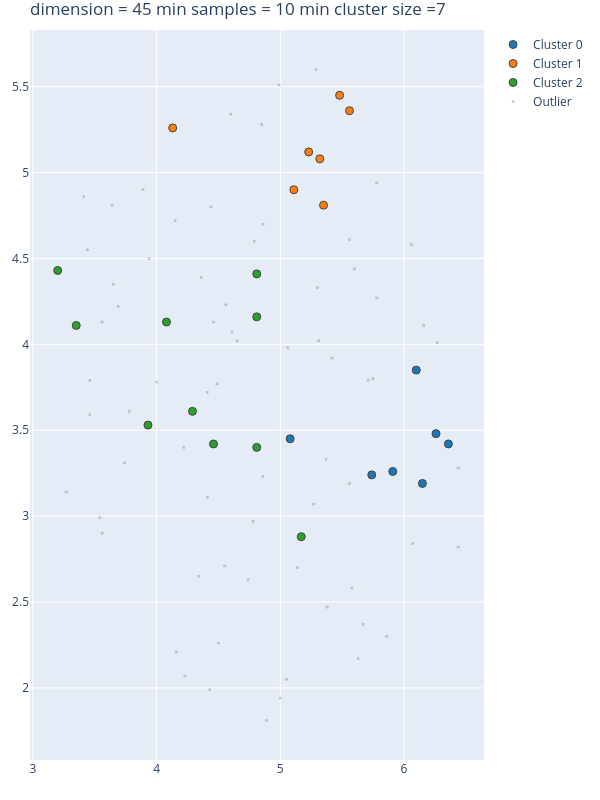 dimension = 45 min samples = 10 min cluster size =7
Cluster 0
Cluster 1
Cluster 2
Outlier
5.5
5
4.5
4
3.5
3
2.5
2
3
4
5
6